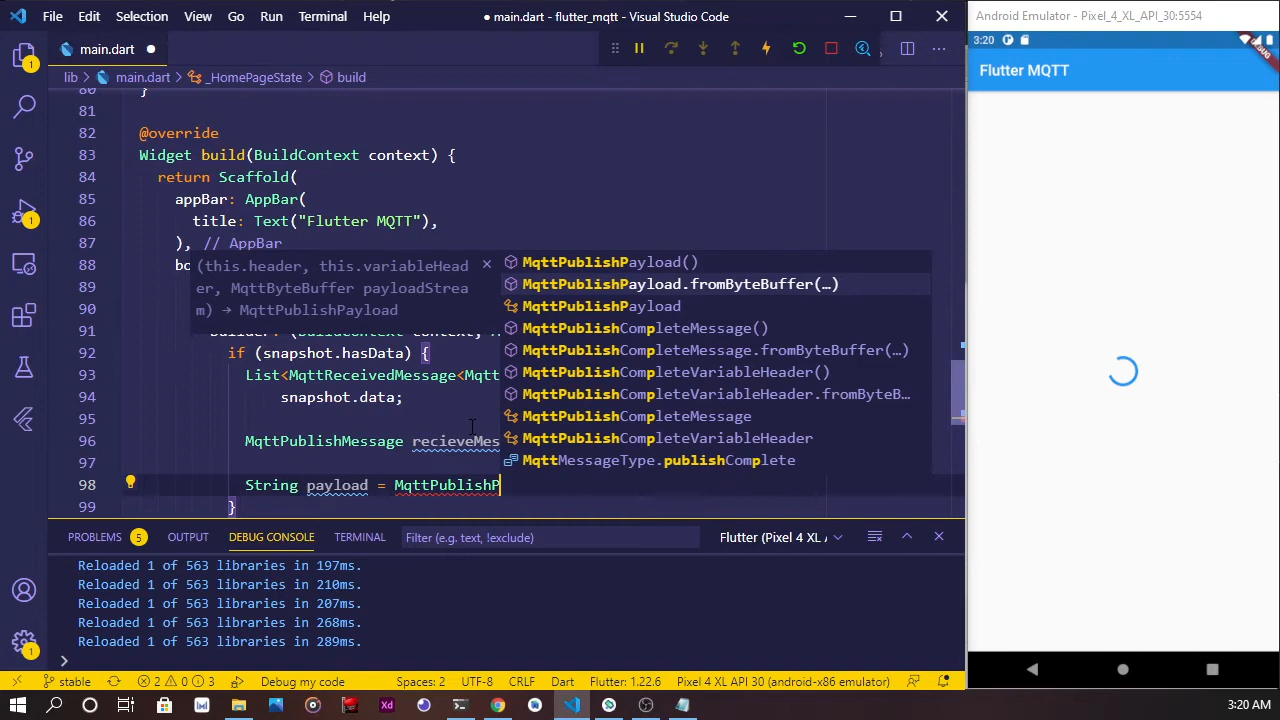 File Edit Selection View Go Run Terminal Help
● main.dart - flutter_mqtt - Visual Studio Code
Android Emulator - Pixel_4_XL_API_30:5554
main.dart ●
3:20
DEBUG
Flutter MQTT
lib > main.dart > _HomePageState > build
80 }
81
82 @override
83 Widget build(BuildContext context) {
84 return Scaffold(
85 appBar: AppBar(
86 title: Text("Flutter MQTT"),
87 ), // AppBar
88 bo
89
90
91 builder: (BuildContext context, A
92 if (snapshot.hasData) {
93 List<MqttReceivedMessage<Mqtt
94 snapshot.data;
95
96 MqttPublishMessage recieveMes
97
98 String payload = MqttPublishP
99 }
(this.header, this.variableHead
er, MqttByteBuffer payloadStrea
m) → MqttPublishPayload
MqttPublishPayload()
MqttPublishPayload.fromByteBuffer(…)
MqttPublishPayload
MqttPublishCompleteMessage()
MqttPublishCompleteMessage.fromByteBuffer(…)
MqttPublishCompleteVariableHeader()
MqttPublishCompleteVariableHeader.fromByteB…
MqttPublishCompleteMessage
MqttPublishCompleteVariableHeader
MqttMessageType.publishComplete
PROBLEMS 5 OUTPUT DEBUG CONSOLE TERMINAL Filter (e.g. text, !exclude) Flutter (Pixel 4 XL /
Reloaded 1 of 563 libraries in 197ms.
Reloaded 1 of 563 libraries in 210ms.
Reloaded 1 of 563 libraries in 207ms.
Reloaded 1 of 563 libraries in 268ms.
Reloaded 1 of 563 libraries in 289ms.
>
stable 2 0 3 Debug my code Spaces: 2 UTF-8 CRLF Dart Flutter: 1.22.6 Pixel 4 XL API 30 (android-x86 emulator)
Xd
3:20 AM